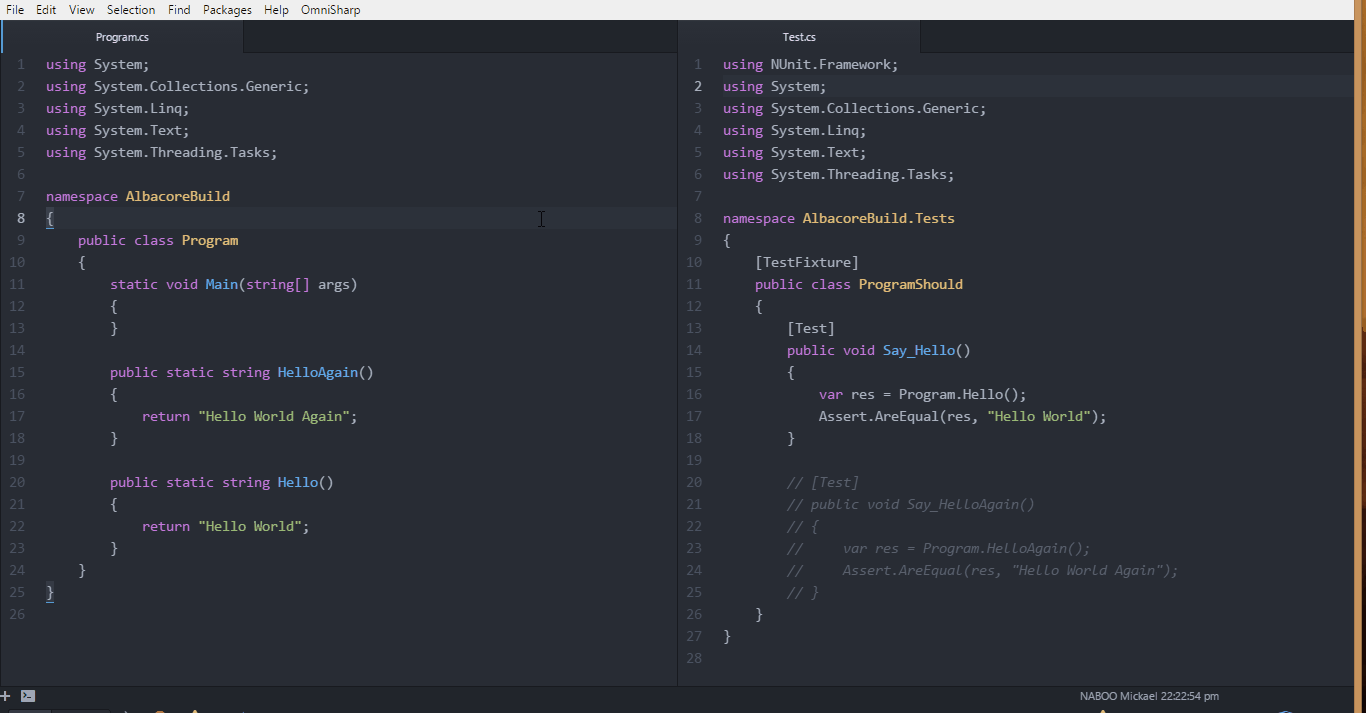 File Edit View Selection Find Packages Help OmniSharp
Program.cs
1 using System;
2 using System.Collections.Generic;
3 using System.Linq;
4 using System.Text;
5 using System.Threading.Tasks;
6
7 namespace AlbacoreBuild
8 {
9     public class Program
10     {
11         static void Main(string[] args)
12         {
13         }
14
15         public static string HelloAgain()
16         {
17             return "Hello World Again";
18         }
19
20         public static string Hello()
21         {
22             return "Hello World";
23         }
24     }
25 }
26
Test.cs
1 using NUnit.Framework;
2 using System;
3 using System.Collections.Generic;
4 using System.Linq;
5 using System.Text;
6 using System.Threading.Tasks;
7
8 namespace AlbacoreBuild.Tests
9 {
10     [TestFixture]
11     public class ProgramShould
12     {
13         [Test]
14         public void Say_Hello()
15         {
16             var res = Program.Hello();
17             Assert.AreEqual(res, "Hello World");
18         }
19
20         // [Test]
21         // public void Say_HelloAgain()
22         // {
23         //     var res = Program.HelloAgain();
24         //     Assert.AreEqual(res, "Hello World Again");
25         // }
26     }
27 }
28
NABOO Mickael 22:22:54 pm